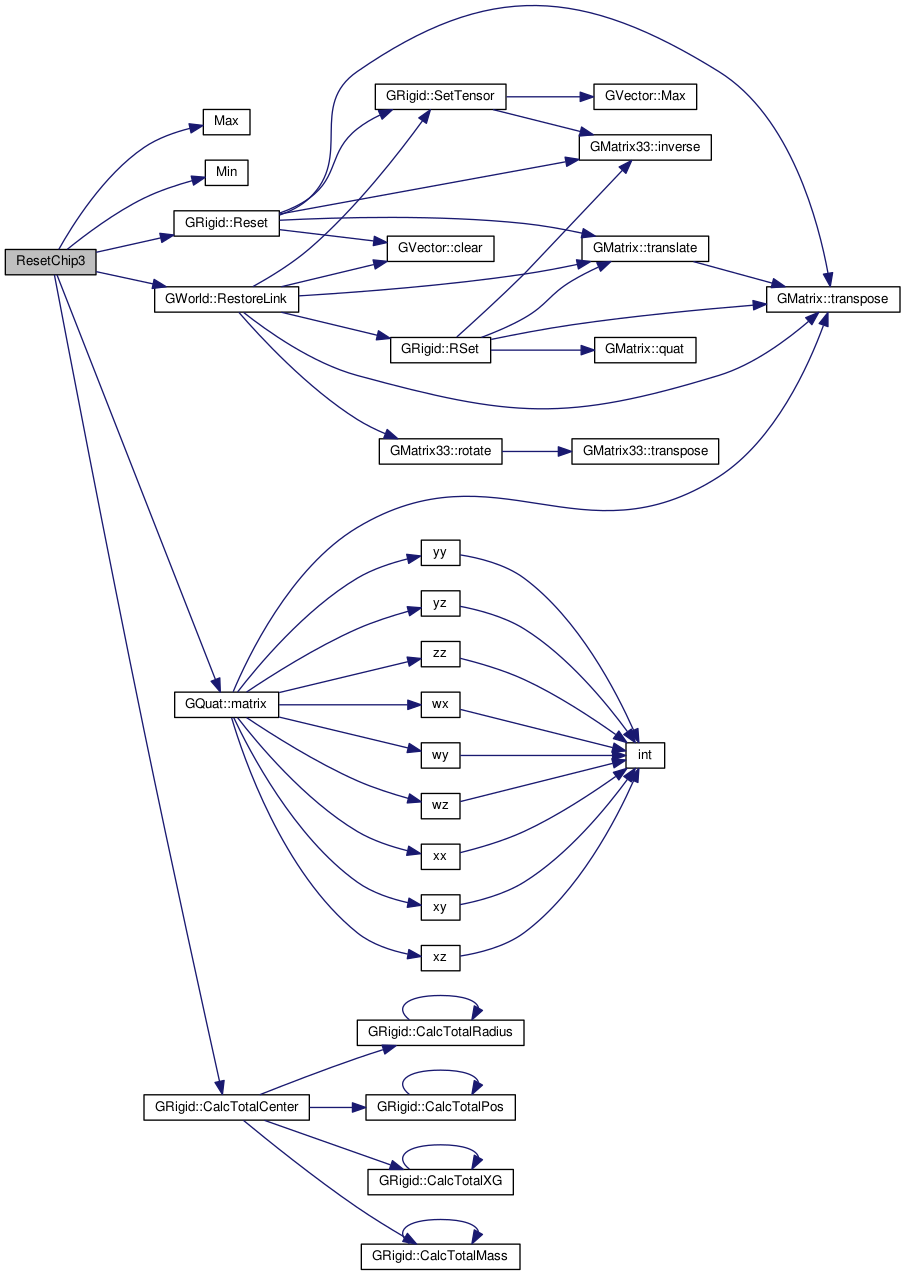 ResetChip3
Max
Min
GRigid::Reset
GWorld::RestoreLink
GRigid::SetTensor
GVector::Max
GMatrix33::inverse
GVector::clear
GMatrix::translate
GMatrix::transpose
GRigid::RSet
GMatrix::quat
GMatrix33::rotate
GMatrix33::transpose
GQuat::matrix
yy
yz
zz
wx
wy
wz
xx
xy
xz
int
GRigid::CalcTotalCenter
GRigid::CalcTotalRadius
GRigid::CalcTotalPos
GRigid::CalcTotalXG
GRigid::CalcTotalMass